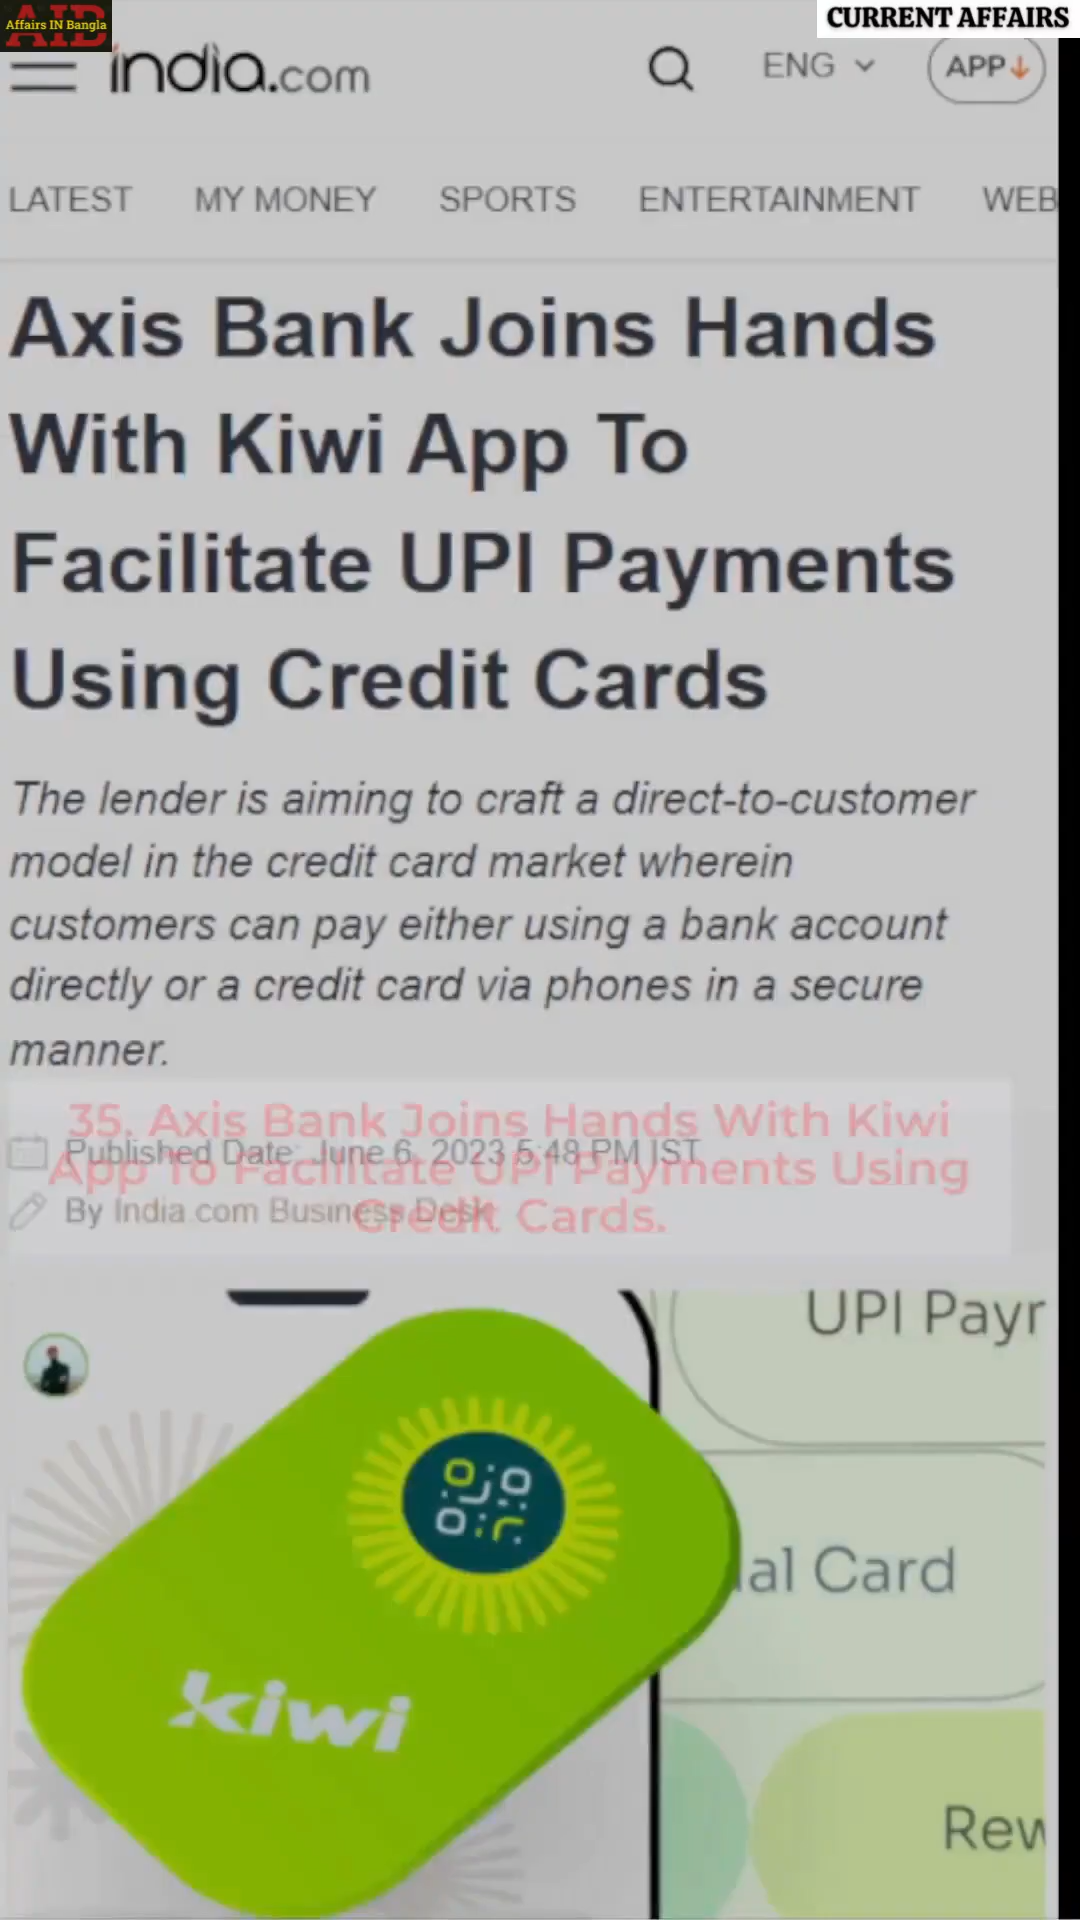 AID
Affairs IN Bangla
CURRENT AFFAIRS
india.com
ENG
APP
LATEST MY MONEY SPORTS ENTERTAINMENT WEB
Axis Bank Joins Hands
With Kiwi App To
Facilitate UPI Payments
Using Credit Cards
The lender is aiming to craft a direct-to-customer
model in the credit card market wherein
customers can pay either using a bank account
directly or a credit card via phones in a secure
manner.
35. Axis Bank Joins Hands With Kiwi
App To Facilitate UPI Payments Using
Credit Cards.
Published Date: June 6, 2023 5:48 PM IST
By India.com Business Desk
UPI Payr
al Card
kiwi
Rew